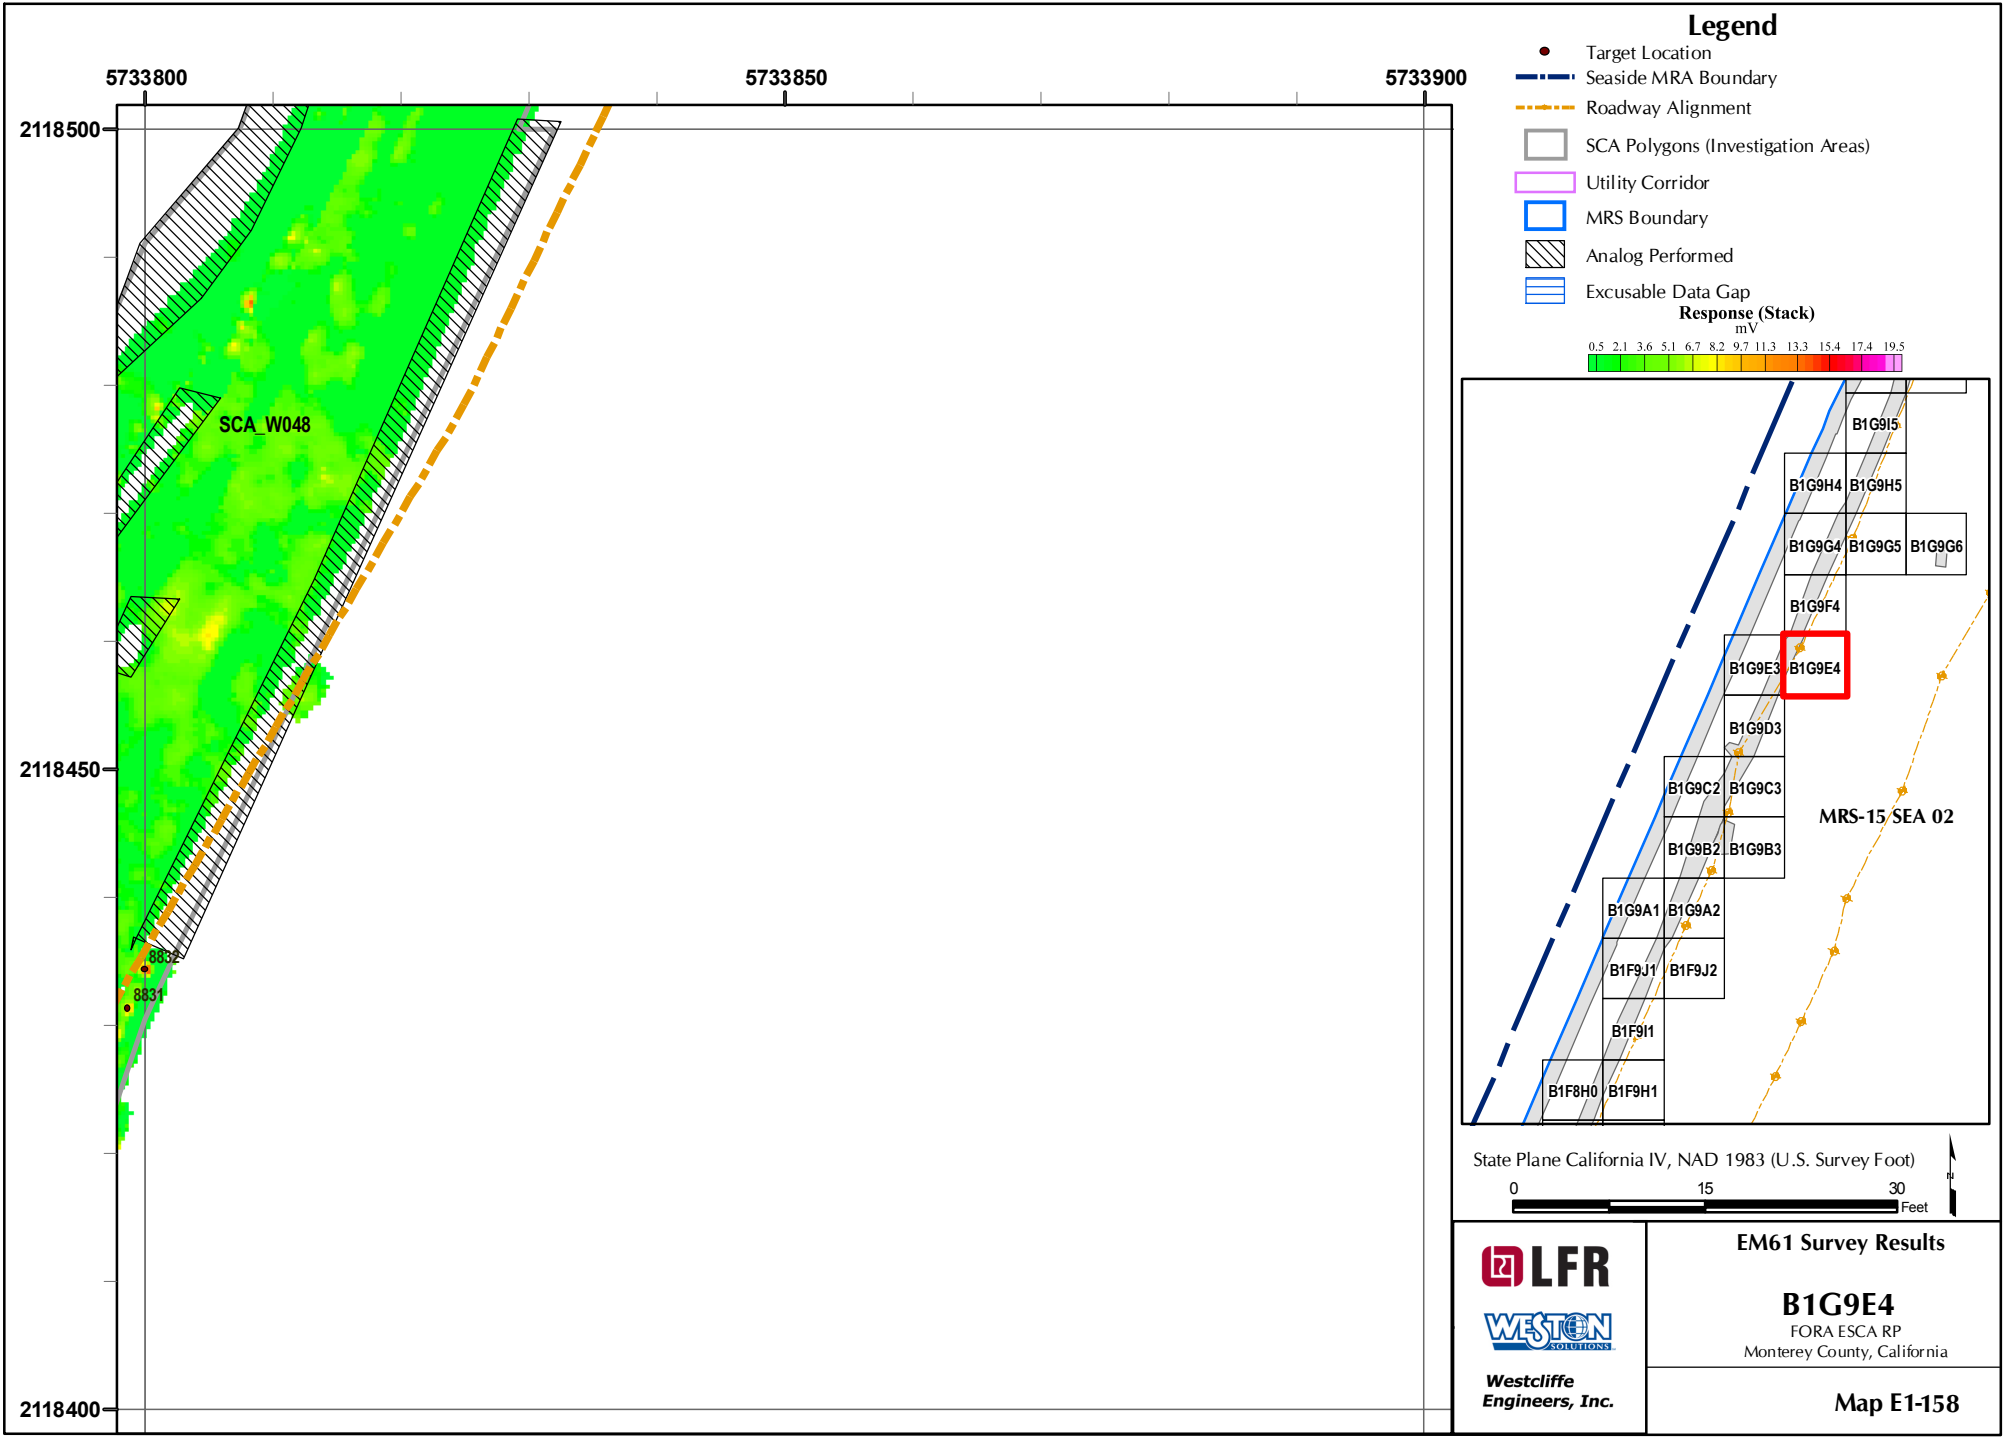 5733800
5733850
5733900
2118500
2118450
2118400
SCA_W048
8832
8831
Legend
Target Location
Seaside MRA Boundary
Roadway Alignment
SCA Polygons (Investigation Areas)
Utility Corridor
MRS Boundary
Analog Performed
Excusable Data Gap
Response (Stack)
mV
0.5 2.1 3.6 5.1 6.7 8.2 9.7 11.3 13.3 15.4 17.4 19.5
B1G9I5
B1G9H4 B1G9H5
B1G9G4 B1G9G5 B1G9G6
B1G9F4
B1G9E3 B1G9E4
B1G9D3
B1G9C2 B1G9C3
MRS-15 SEA 02
B1G9B2 B1G9B3
B1G9A1 B1G9A2
B1F9J1 B1F9J2
B1F9I1
B1F8H0 B1F9H1
State Plane California IV, NAD 1983 (U.S. Survey Foot)
N
0 15 30
Feet
LFR
WESTON
SOLUTIONS
Westcliffe
Engineers, Inc.
EM61 Survey Results
B1G9E4
FORA ESCA RP
Monterey County, California
Map E1-158